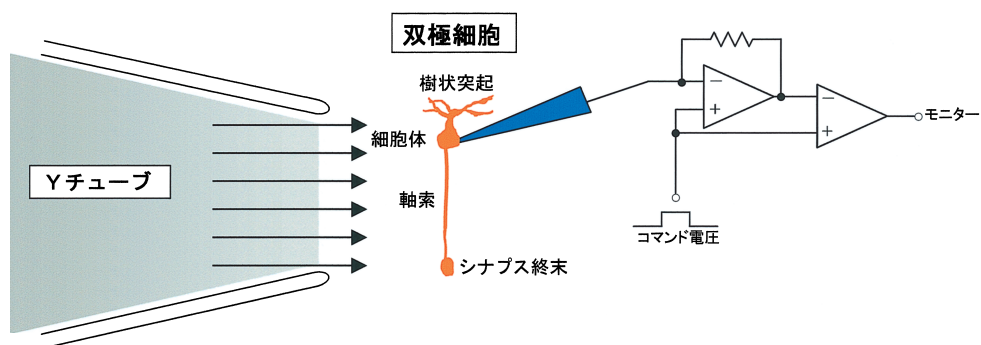 双極細胞
樹状突起
細胞体
Yチューブ
軸索
シナプス終末
モニター
コマンド電圧